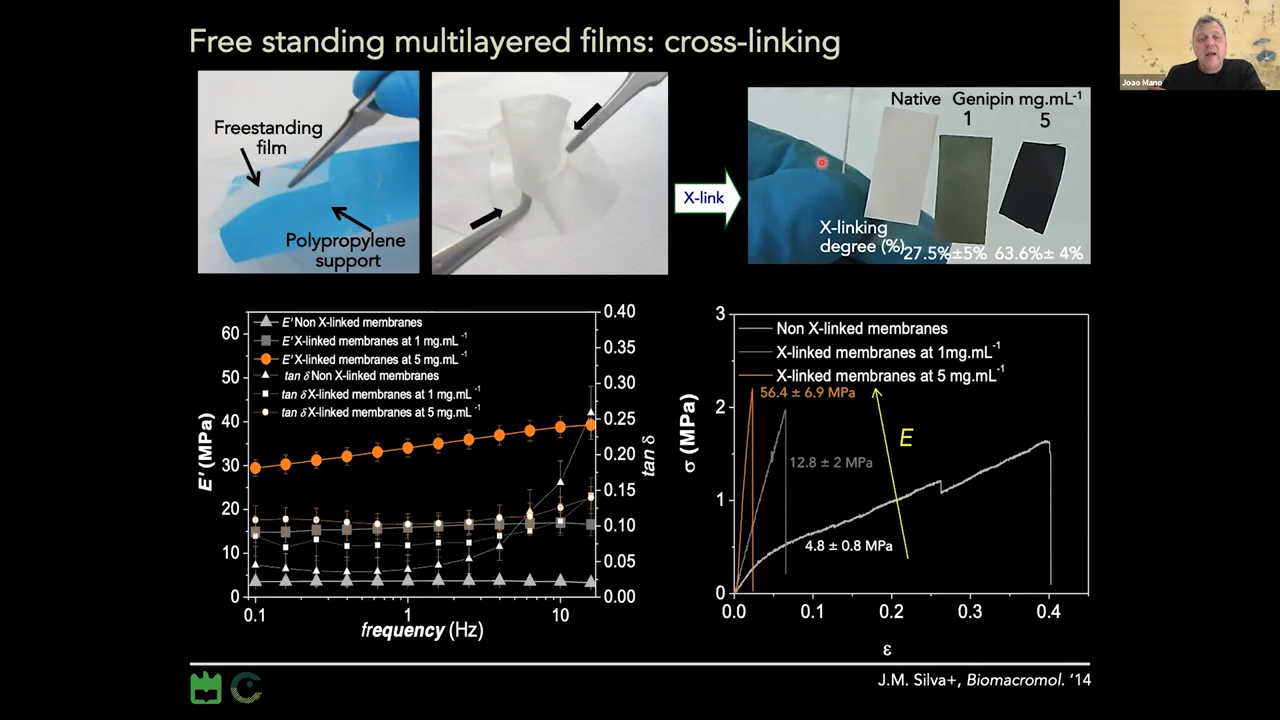 Free standing multilayered films: cross-linking
Joao Mano
Freestanding
film
Polypropylene
support
X-link
Native Genipin mg.mL-1
1 5
X-linking
degree (%)
27.5%±5% 63.6%± 4%
E' Non X-linked membranes
E' X-linked membranes at 1 mg.mL-1
E' X-linked membranes at 5 mg.mL-1
tan δ Non X-linked membranes
tan δ X-linked membranes at 1 mg.mL-1
tan δ X-linked membranes at 5 mg.mL-1
60
50
40
30
20
10
0
E' (MPa)
0.40
0.35
0.30
0.25
0.20
0.15
0.10
0.05
0.00
tan δ
0.1 1 10
frequency (Hz)
Non X-linked membranes
X-linked membranes at 1mg.mL-1
X-linked membranes at 5 mg.mL-1
56.4 ± 6.9 MPa
E
12.8 ± 2 MPa
4.8 ± 0.8 MPa
3
2
1
0
σ (MPa)
0.0 0.1 0.2 0.3 0.4
ε
J.M. Silva+, Biomacromol. '14